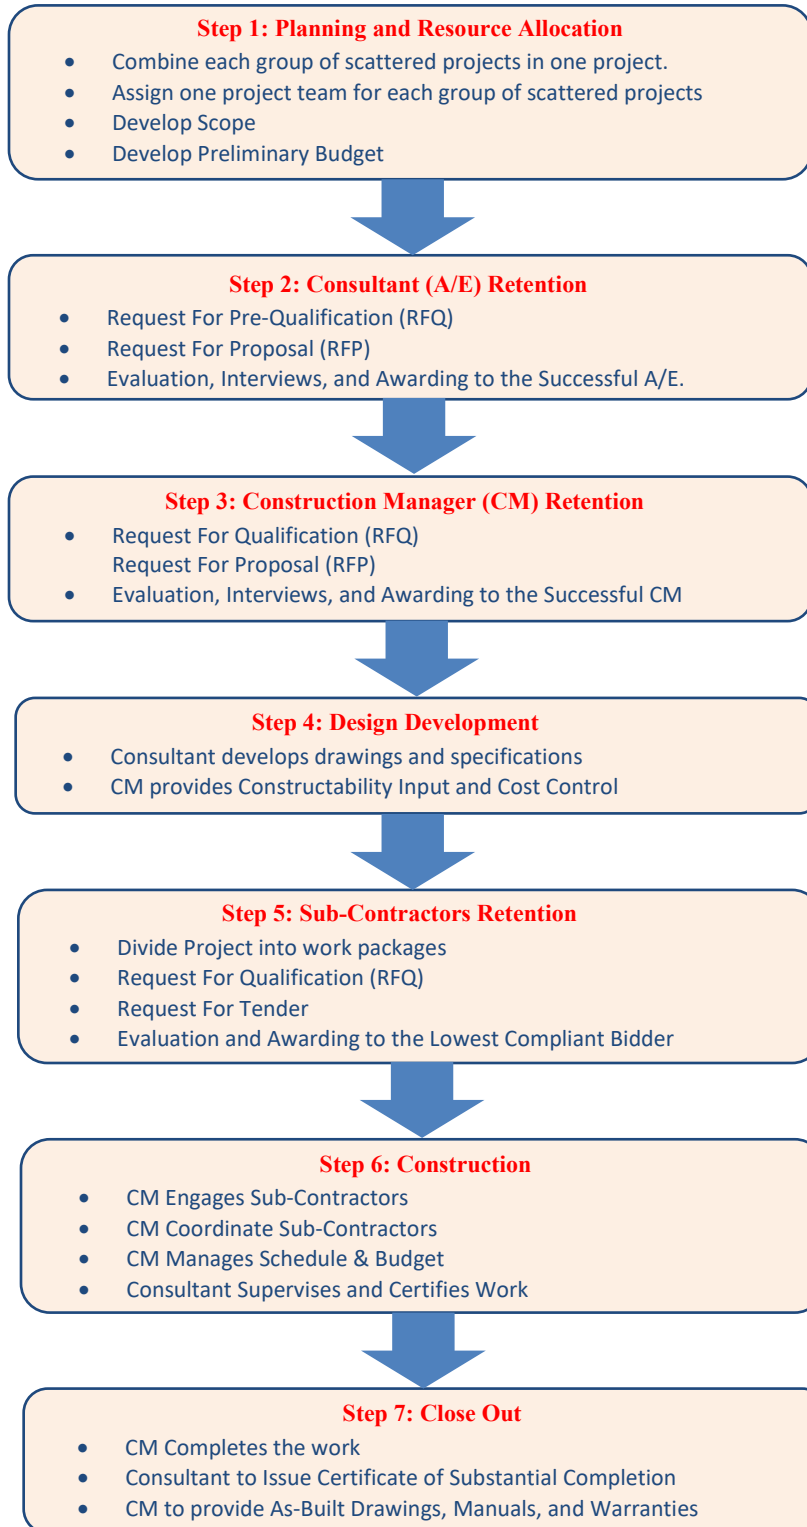 Step 1: Planning and Resource Allocation
• Combine each group of scattered projects in one project.
• Assign one project team for each group of scattered projects
• Develop Scope
• Develop Preliminary Budget
Step 2: Consultant (A/E) Retention
• Request For Pre-Qualification (RFQ)
• Request For Proposal (RFP)
• Evaluation, Interviews, and Awarding to the Successful A/E.
Step 3: Construction Manager (CM) Retention
• Request For Qualification (RFQ)
Request For Proposal (RFP)
• Evaluation, Interviews, and Awarding to the Successful CM
Step 4: Design Development
• Consultant develops drawings and specifications
• CM provides Constructability Input and Cost Control
Step 5: Sub-Contractors Retention
• Divide Project into work packages
• Request For Qualification (RFQ)
• Request For Tender
• Evaluation and Awarding to the Lowest Compliant Bidder
Step 6: Construction
• CM Engages Sub-Contractors
• CM Coordinate Sub-Contractors
• CM Manages Schedule & Budget
• Consultant Supervises and Certifies Work
Step 7: Close Out
• CM Completes the work
• Consultant to Issue Certificate of Substantial Completion
• CM to provide As-Built Drawings, Manuals, and Warranties